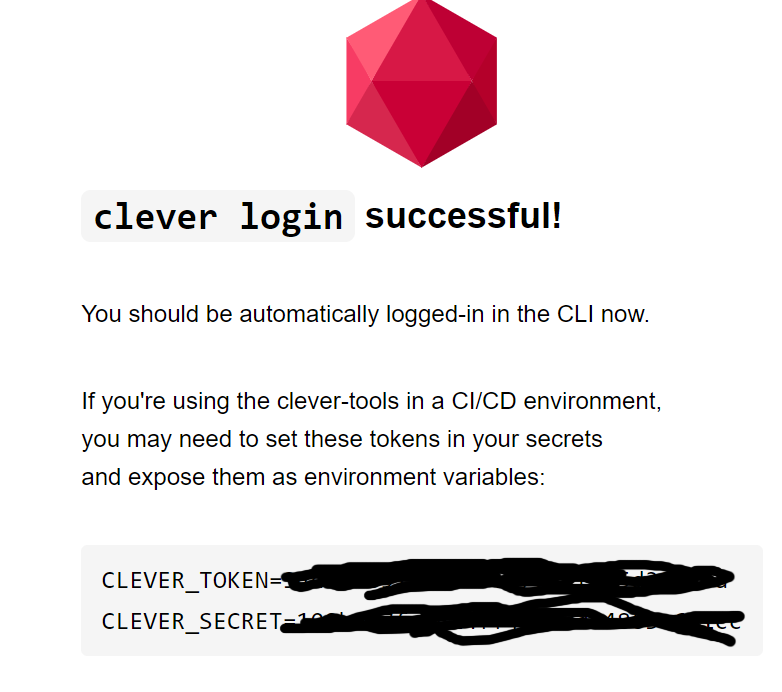 clever login successful!
You should be automatically logged-in in the CLI now.
If you're using the clever-tools in a CI/CD environment,
you may need to set these tokens in your secrets
and expose them as environment variables:
CLEVER_TOKEN=
CLEVER_SECRET=